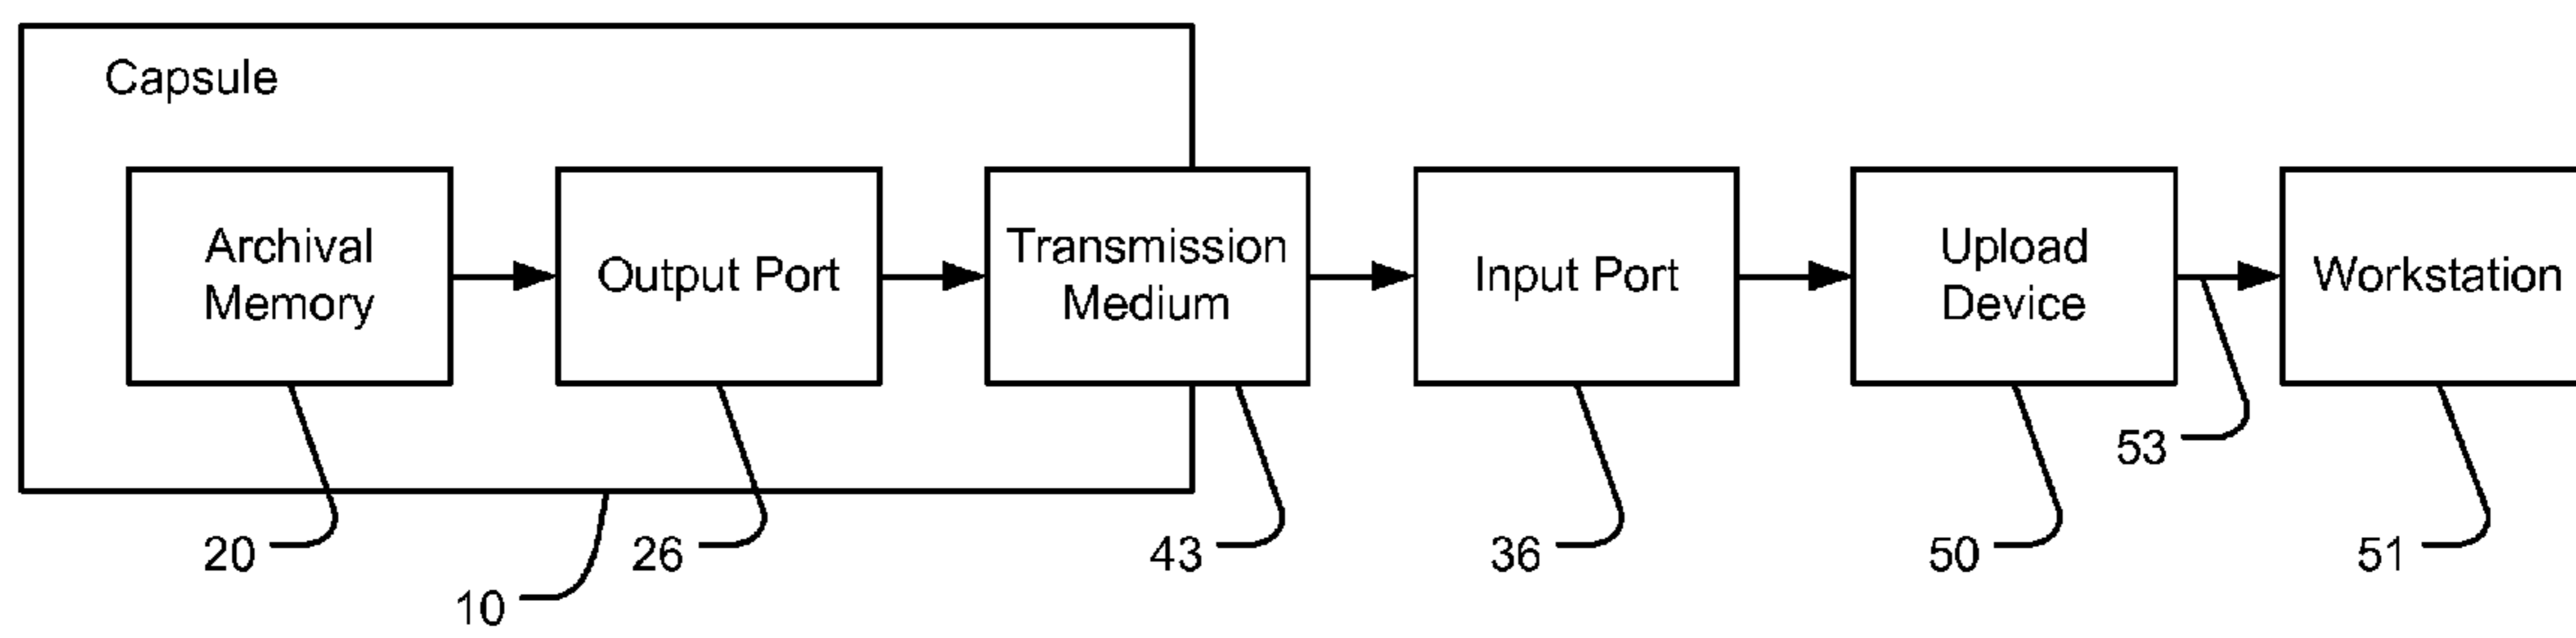 Capsule
Archival
Memory
Output Port
Transmission
Medium
Input Port
Upload
Device
Workstation
53
20
26
43
36
50
51
10